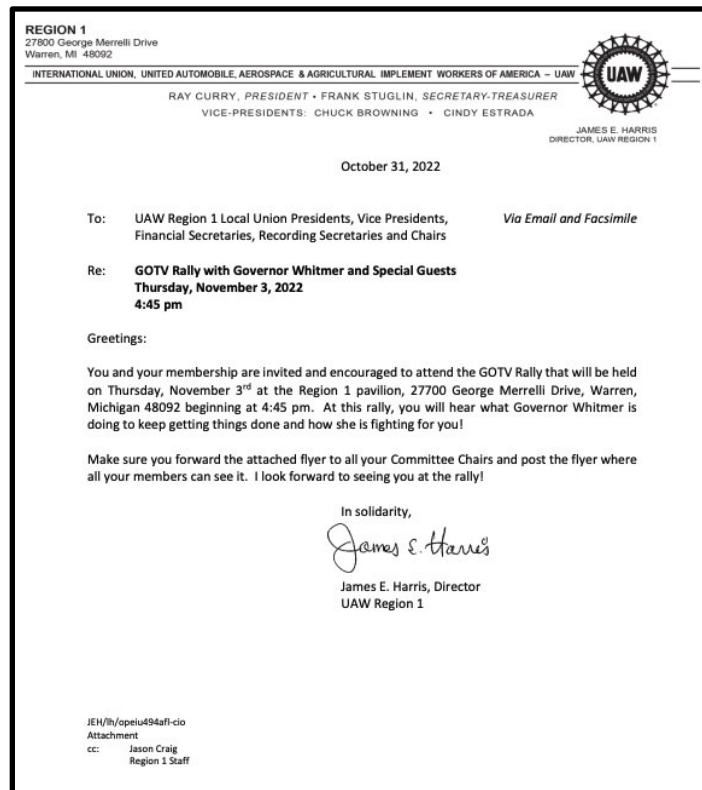 REGION 1
27800 George Merrelli Drive
Warren, MI 48092
INTERNATIONAL UNION, UNITED AUTOMOBILE, AEROSPACE & AGRICULTURAL IMPLEMENT WORKERS OF AMERICA – UAW
UAW
RAY CURRY, PRESIDENT • FRANK STUGLIN, SECRETARY-TREASURER
VICE-PRESIDENTS: CHUCK BROWNING • CINDY ESTRADA
JAMES E. HARRIS
DIRECTOR, UAW REGION 1
October 31, 2022
To: UAW Region 1 Local Union Presidents, Vice Presidents, Via Email and Facsimile
Financial Secretaries, Recording Secretaries and Chairs
Re: GOTV Rally with Governor Whitmer and Special Guests
Thursday, November 3, 2022
4:45 pm
Greetings:
You and your membership are invited and encouraged to attend the GOTV Rally that will be held
on Thursday, November 3rd at the Region 1 pavilion, 27700 George Merrelli Drive, Warren,
Michigan 48092 beginning at 4:45 pm. At this rally, you will hear what Governor Whitmer is
doing to keep getting things done and how she is fighting for you!
Make sure you forward the attached flyer to all your Committee Chairs and post the flyer where
all your members can see it. I look forward to seeing you at the rally!
In solidarity,
James E. Harris
James E. Harris, Director
UAW Region 1
JEH/lh/opeiu494afl-cio
Attachment
cc: Jason Craig
Region 1 Staff